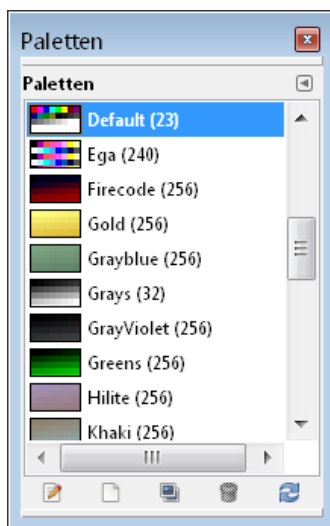 Paletten
Paletten
Default (23)
Ega (240)
Firecode (256)
Gold (256)
Grayblue (256)
Grays (32)
GrayViolet (256)
Greens (256)
Hilite (256)
Khaki (256)